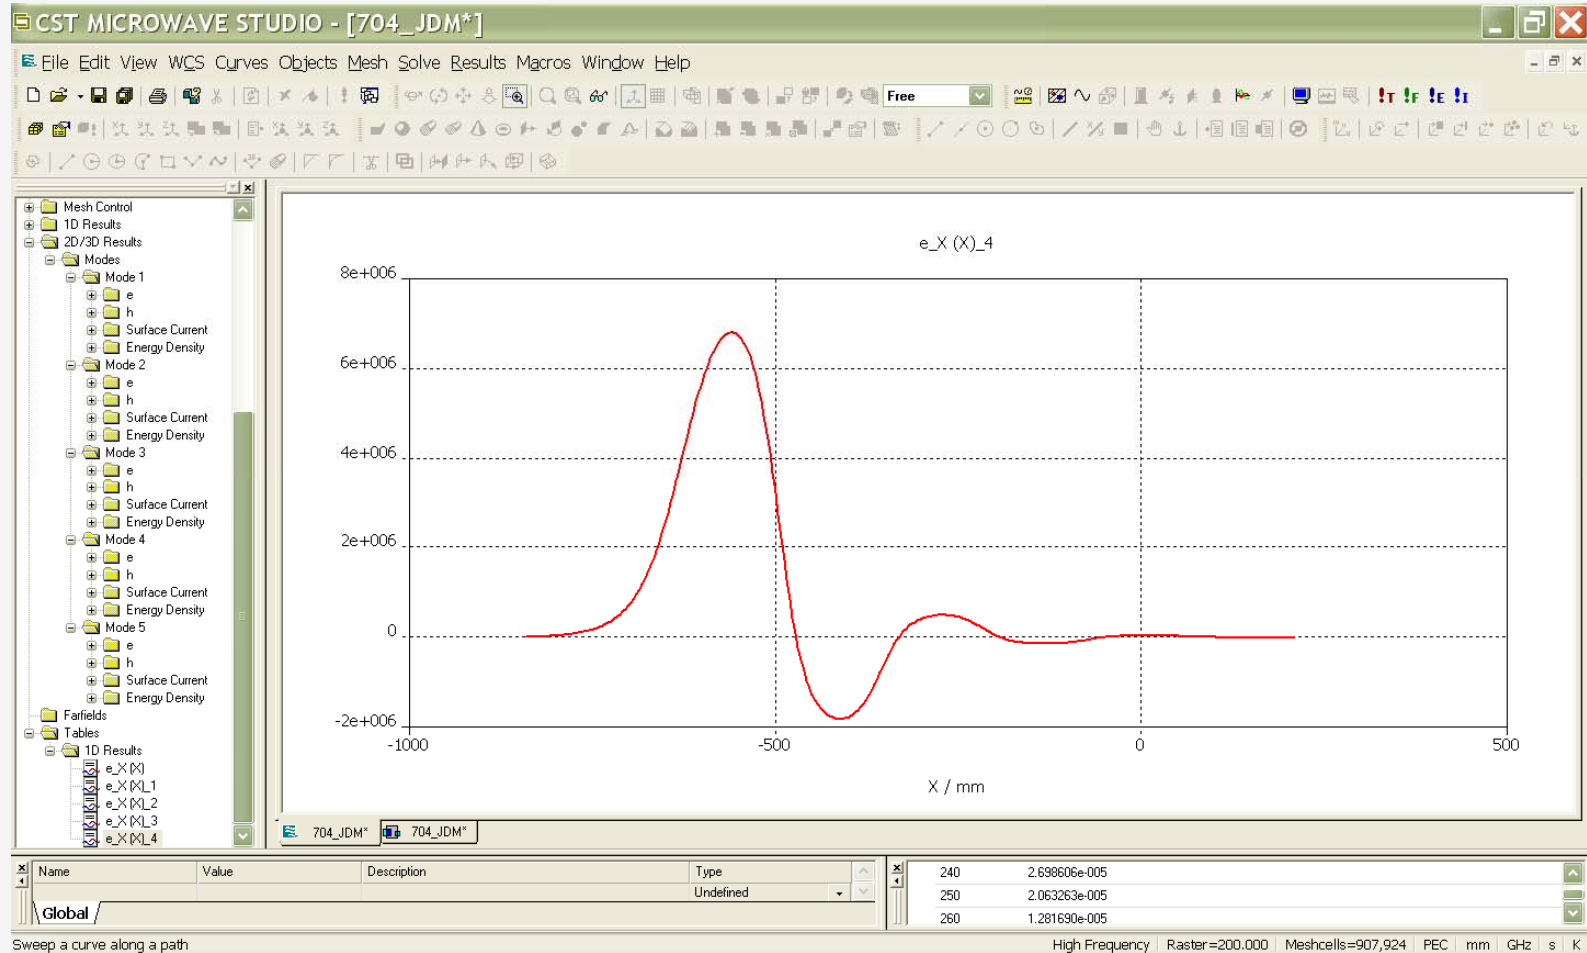 CST MICROWAVE STUDIO - [704_JDM*]
File Edit View WCS Curves Objects Mesh Solve Results Macros Window Help
Free
!T !F !E !I
Mesh Control
1D Results
2D/3D Results
Modes
Mode 1
e
h
Surface Current
Energy Density
Mode 2
e
h
Surface Current
Energy Density
Mode 3
e
h
Surface Current
Energy Density
Mode 4
e
h
Surface Current
Energy Density
Mode 5
e
h
Surface Current
Energy Density
Farfields
Tables
1D Results
e_X (X)
e_X (X)_1
e_X (X)_2
e_X (X)_3
e_X (X)_4
e_X (X)_4
8e+006
6e+006
4e+006
2e+006
0
-2e+006
-1000 -500 0 500
X / mm
704_JDM* 704_JDM*
Name Value Description Type
Undefined
Global
240 2.698606e-005
250 2.063263e-005
260 1.281690e-005
Sweep a curve along a path High Frequency Raster=200.000 Meshcells=907,924 PEC mm GHz s K